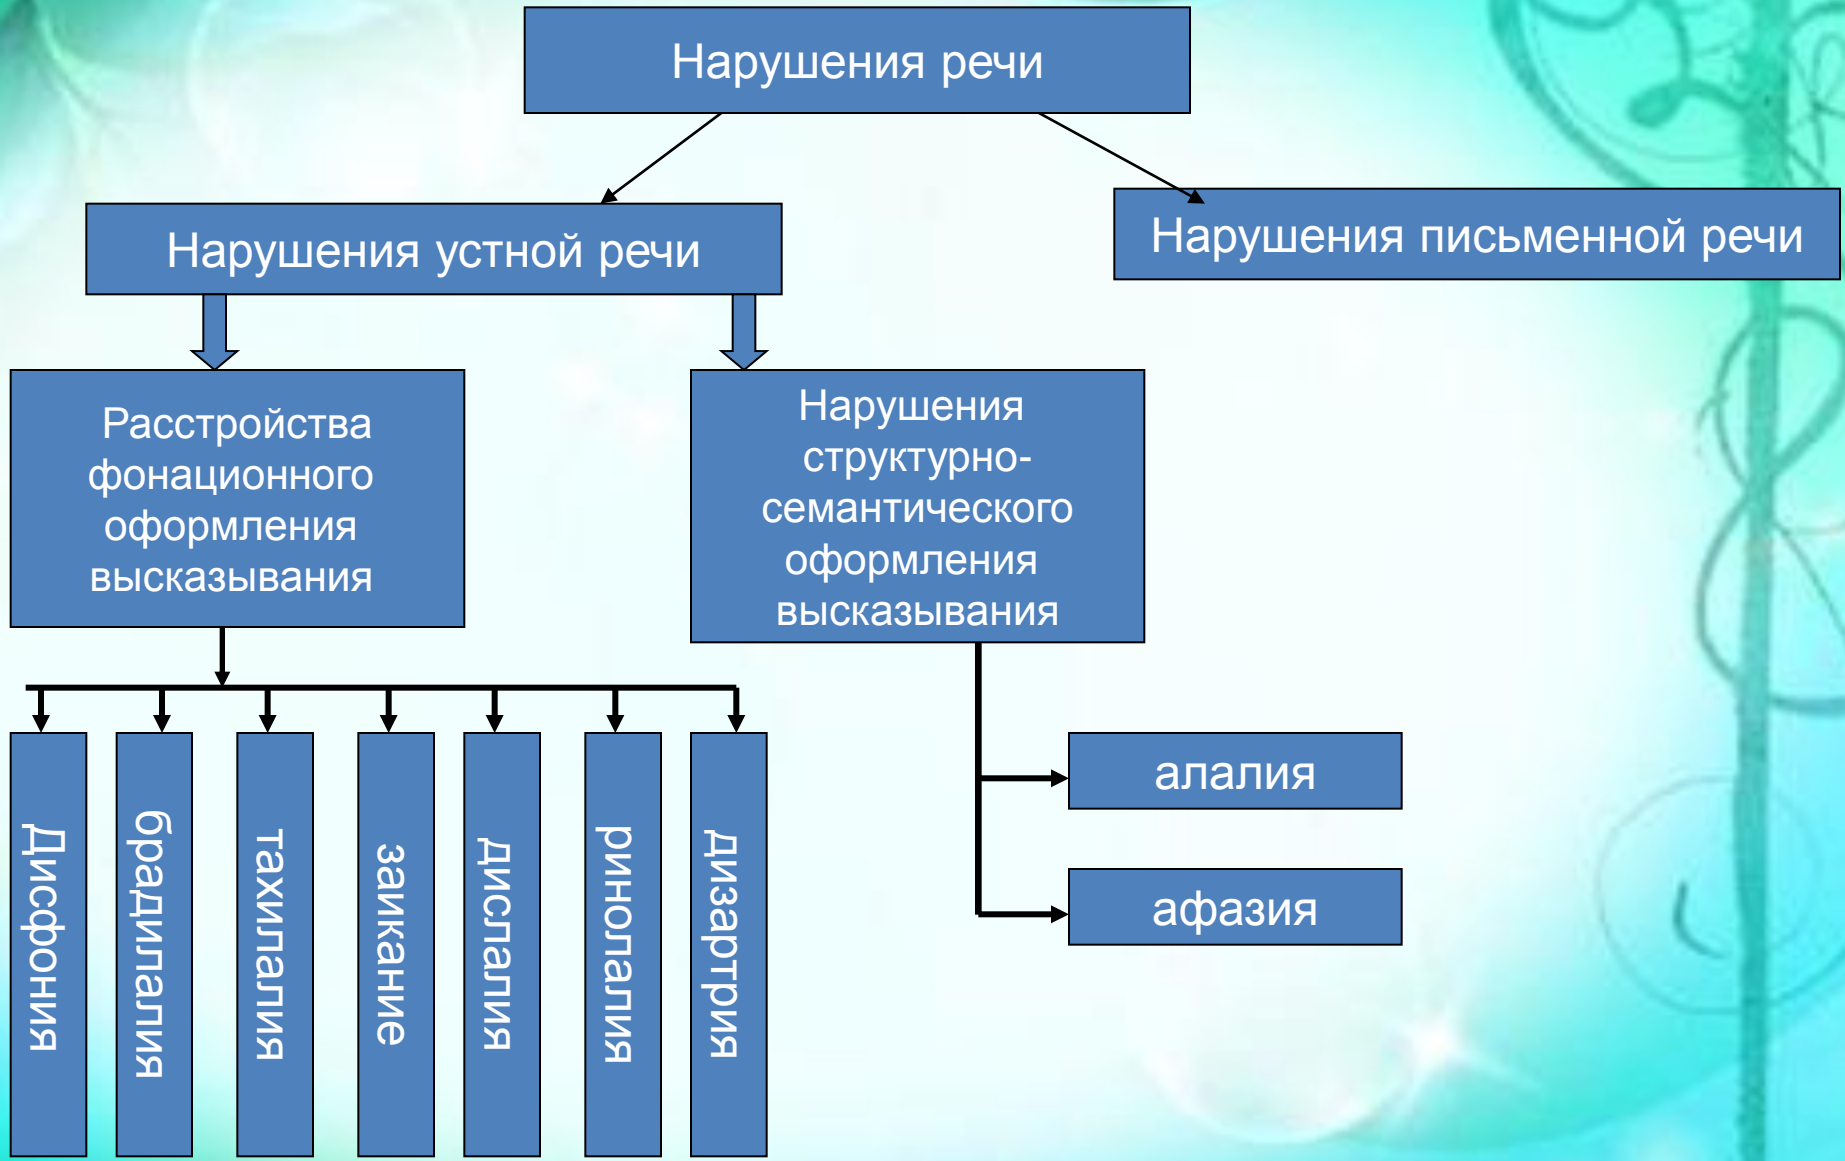 Нарушения речи
Нарушения устной речи
Нарушения письменной речи
Расстройства
фонационного
оформления
высказывания
Нарушения
структурно-
семантического
оформления
высказывания
Дисфония
брадилалия
тахилалия
заикание
дислалия
ринолалия
дизартрия
алалия
афазия